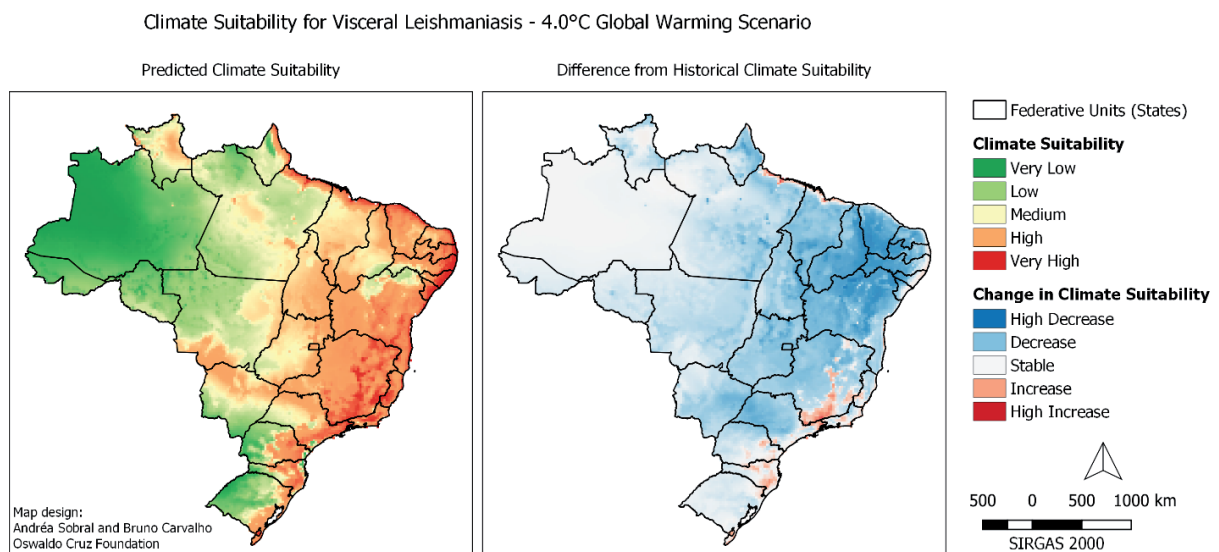 Climate Suitability for Visceral Leishmaniasis - 4.0°C Global Warming Scenario
Predicted Climate Suitability
Difference from Historical Climate Suitability
Map design:
Andréa Sobral and Bruno Carvalho
Oswaldo Cruz Foundation
Federative Units (States)
Climate Suitability
Very Low
Low
Medium
High
Very High
Change in Climate Suitability
High Decrease
Decrease
Stable
Increase
High Increase
500 0 500 1000 km
SIRGAS 2000